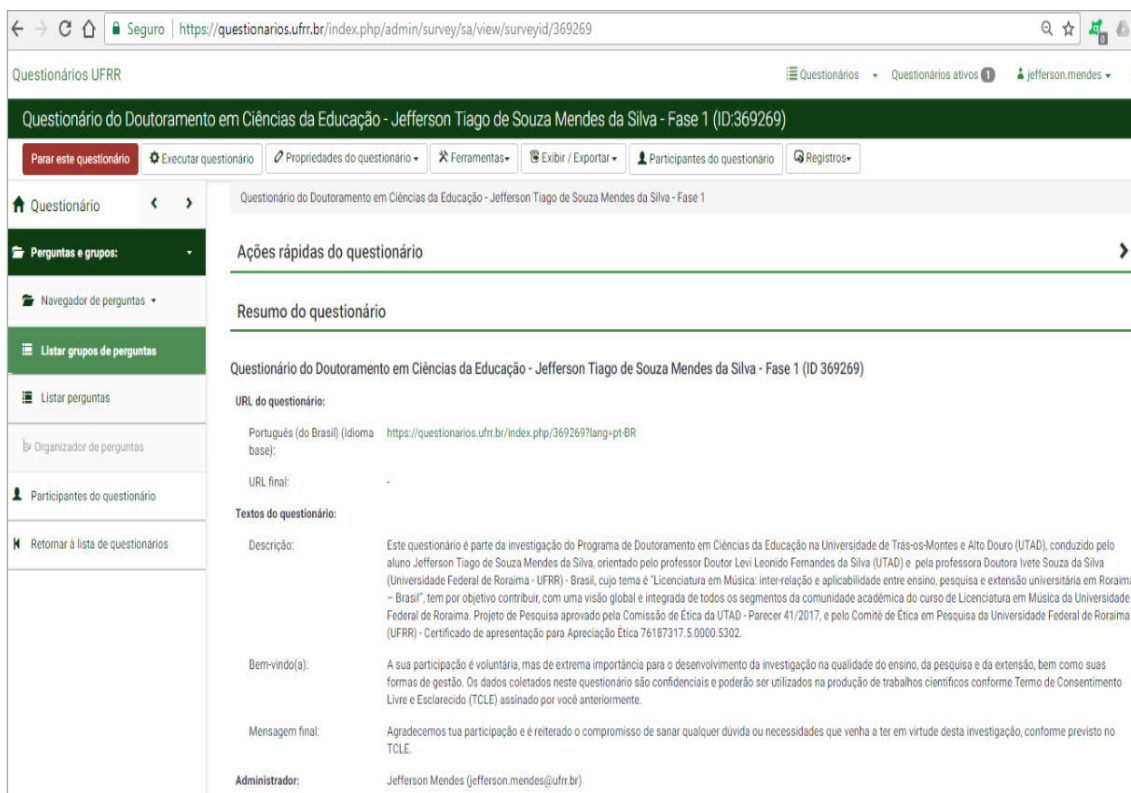 Seguro | https://questionarios.ufrr.br/index.php/admin/survey/sa/view/surveyid/369269
0
Questionários UFRR
Questionários
Questionários ativos 1
jefferson.mendes
Questionário do Doutoramento em Ciências da Educação - Jefferson Tiago de Souza Mendes da Silva - Fase 1 (ID:369269)
Parar este questionário
Executar questionário
Propriedades do questionário
Ferramentas
Exibir / Exportar
Participantes do questionário
Registros
Questionário
Perguntas e grupos:
Navegador de perguntas
Listar grupos de perguntas
Listar perguntas
Organizador de perguntas
Participantes do questionário
Retornar à lista de questionários
Questionário do Doutoramento em Ciências da Educação - Jefferson Tiago de Souza Mendes da Silva - Fase 1
Ações rápidas do questionário
Resumo do questionário
Questionário do Doutoramento em Ciências da Educação - Jefferson Tiago de Souza Mendes da Silva - Fase 1 (ID 369269)
URL do questionário:
Português (do Brasil) (Idioma
base):
https://questionarios.ufrr.br/index.php/369269?lang=pt-BR
URL final:
-
Textos do questionário:
Descrição:
Este questionário é parte da investigação do Programa de Doutoramento em Ciências da Educação na Universidade de Trás-os-Montes e Alto Douro (UTAD), conduzido pelo
aluno Jefferson Tiago de Souza Mendes da Silva, orientado pelo professor Doutor Levi Leonido Fernandes da Silva (UTAD) e pela professora Doutora Ivete Souza da Silva
(Universidade Federal de Roraima - UFRR) - Brasil, cujo tema é "Licenciatura em Música: inter-relação e aplicabilidade entre ensino, pesquisa e extensão universitária em Roraima
– Brasil", tem por objetivo contribuir, com uma visão global e integrada de todos os segmentos da comunidade acadêmica do curso de Licenciatura em Música da Universidade
Federal de Roraima. Projeto de Pesquisa aprovado pela Comissão de Ética da UTAD - Parecer 41/2017, e pelo Comitê de Ética em Pesquisa da Universidade Federal de Roraima
(UFRR) - Certificado de apresentação para Apreciação Ética 76187317.5.0000.5302.
Bem-vindo(a):
A sua participação é voluntária, mas de extrema importância para o desenvolvimento da investigação na qualidade do ensino, da pesquisa e da extensão, bem como suas
formas de gestão. Os dados coletados neste questionário são confidenciais e poderão ser utilizados na produção de trabalhos científicos conforme Termo de Consentimento
Livre e Esclarecido (TCLE) assinado por você anteriormente.
Mensagem final:
Agradecemos tua participação e é reiterado o compromisso de sanar qualquer dúvida ou necessidades que venha a ter em virtude desta investigação, conforme previsto no
TCLE.
Administrador:
Jefferson Mendes (jefferson.mendes@ufrr.br)